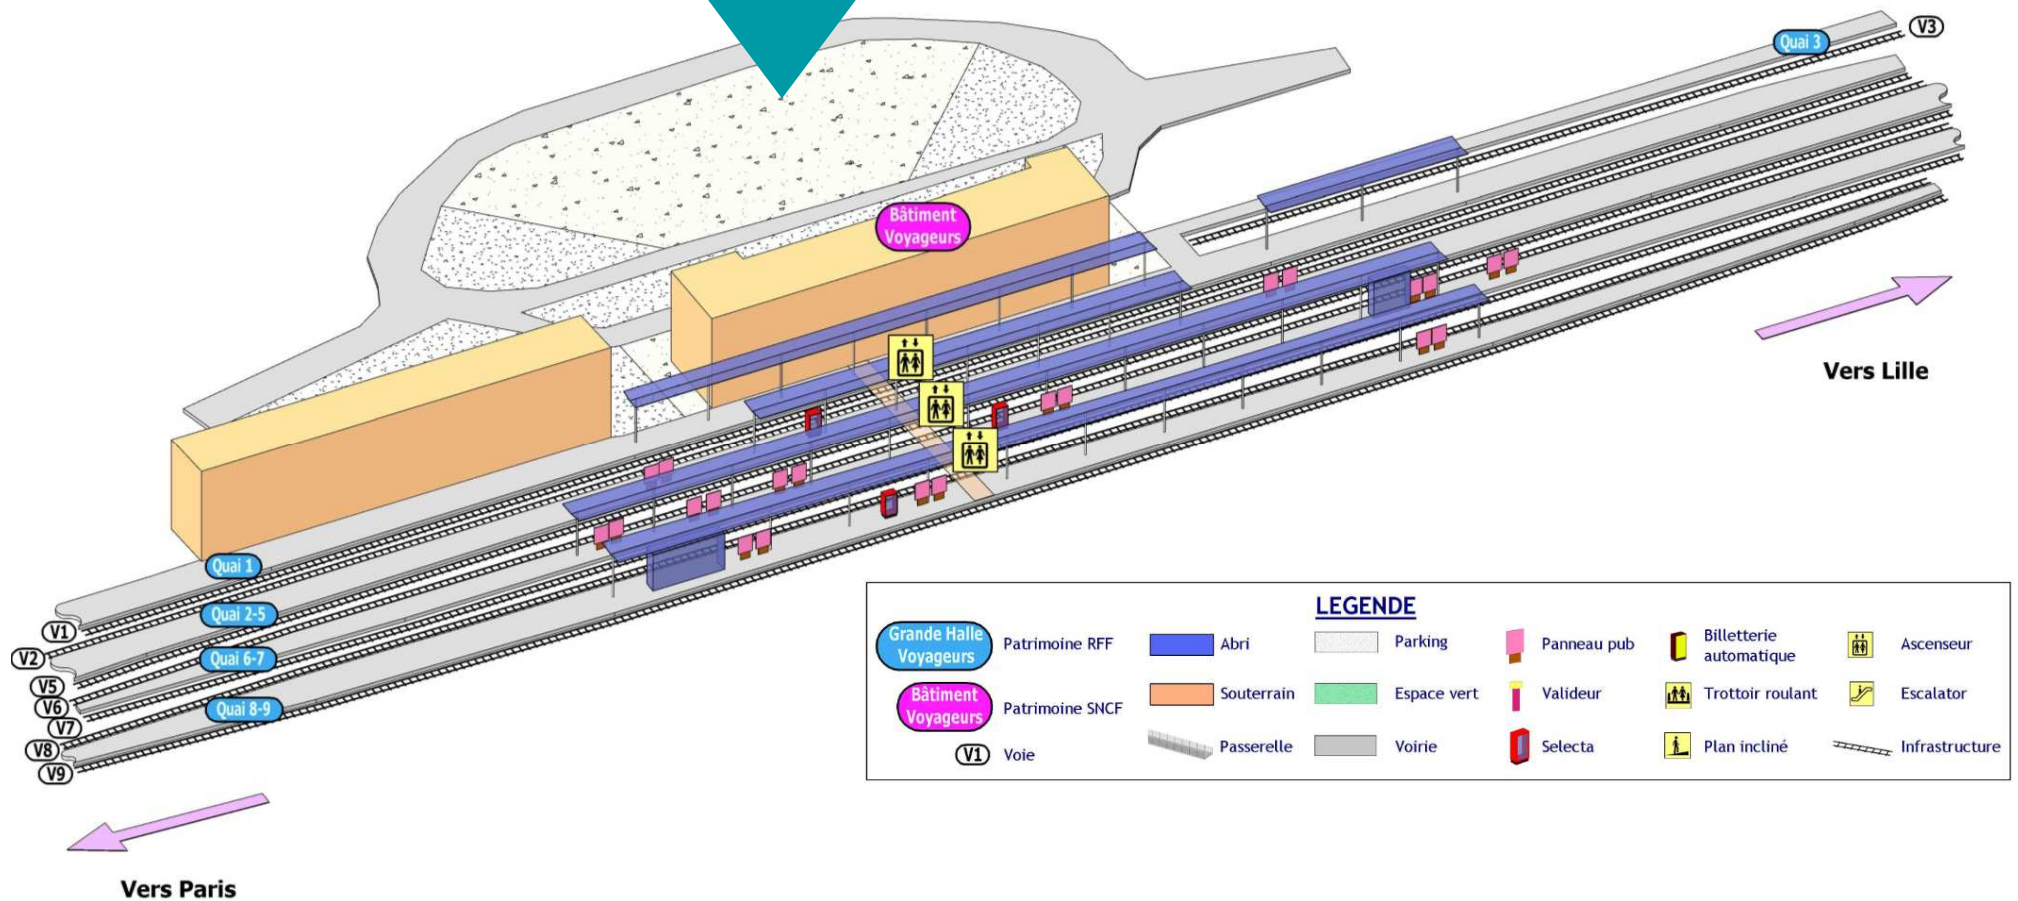 Quai 3
V3
Bâtiment
Voyageurs
Vers Lille
Quai 1
V1
Quai 2-5
V2
Quai 6-7
V5
V6
Quai 8-9
V7
V8
V9
Vers Paris
LEGENDE
Grande Halle
Voyageurs
Patrimoine RFF
Abri
Parking
Panneau pub
Billetterie
automatique
Ascenseur
Bâtiment
Voyageurs
Patrimoine SNCF
Souterrain
Espace vert
Valideur
Trottoir roulant
Escalator
V1
Voie
Passerelle
Voirie
Selecta
Plan incliné
Infrastructure